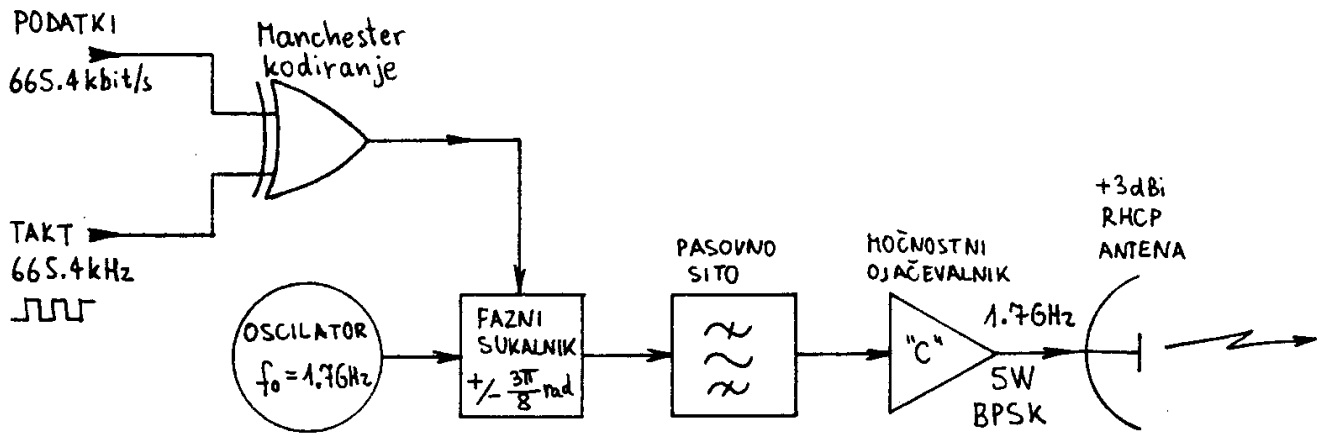 PODATKI
665.4kbit/s
Manchester
kodiranje
TAKT
665.4kHz
OSCILATOR
f₀=1.7GHz
FAZNI
SUKALNIK
+/- 3π/8 rad
PASOVNO
SITO
MOČNOSTNI
OJAČEVALNIK
"C"
1.7GHz
5W
BPSK
+3dBi
RHCP
ANTENA